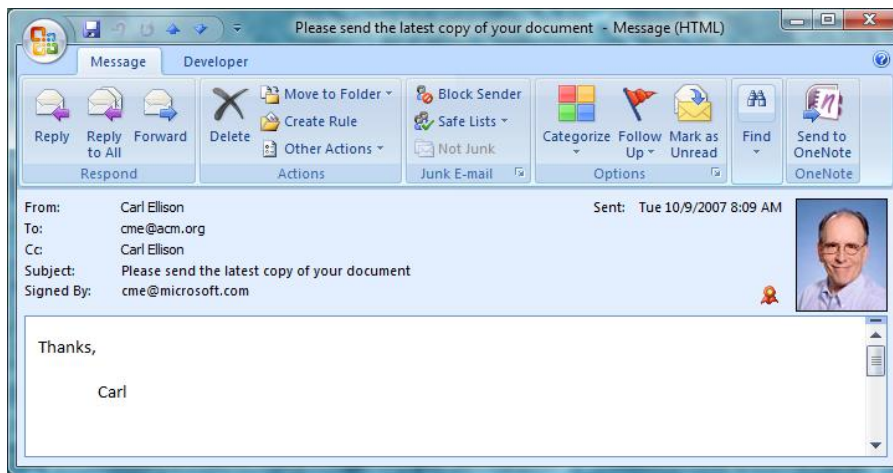 Please send the latest copy of your document - Message (HTML)
Message Developer
Reply
Reply to All
Forward
Respond
Delete
Move to Folder
Create Rule
Other Actions
Actions
Block Sender
Safe Lists
Not Junk
Junk E-mail
Categorize
Follow Up
Mark as Unread
Options
Find
Send to OneNote
OneNote
From: Carl Ellison
Sent: Tue 10/9/2007 8:09 AM
To: cme@acm.org
Cc: Carl Ellison
Subject: Please send the latest copy of your document
Signed By: cme@microsoft.com
Thanks,
Carl